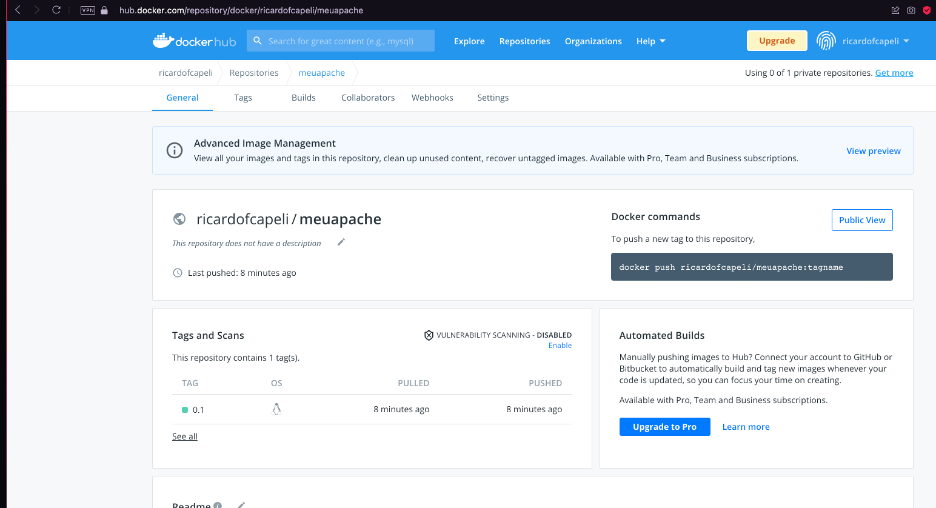 VPN hub.docker.com/repository/docker/ricardofcapeli/meuapache
dockerhub Search for great content (e.g., mysql) Explore Repositories Organizations Help Upgrade ricardofcapeli
ricardofcapeli Repositories meuapache Using 0 of 1 private repositories. Get more
General Tags Builds Collaborators Webhooks Settings
Advanced Image Management
View all your images and tags in this repository, clean up unused content, recover untagged images. Available with Pro, Team and Business subscriptions.
View preview
ricardofcapeli / meuapache
This repository does not have a description
Last pushed: 8 minutes ago
Docker commands
Public View
To push a new tag to this repository,
docker push ricardofcapeli/meuapache:tagname
Tags and Scans
VULNERABILITY SCANNING - DISABLED
Enable
This repository contains 1 tag(s).
TAG OS PULLED PUSHED
0.1 8 minutes ago 8 minutes ago
See all
Automated Builds
Manually pushing images to Hub? Connect your account to GitHub or
Bitbucket to automatically build and tag new images whenever your
code is updated, so you can focus your time on creating.
Available with Pro, Team and Business subscriptions.
Upgrade to Pro Learn more
Readme